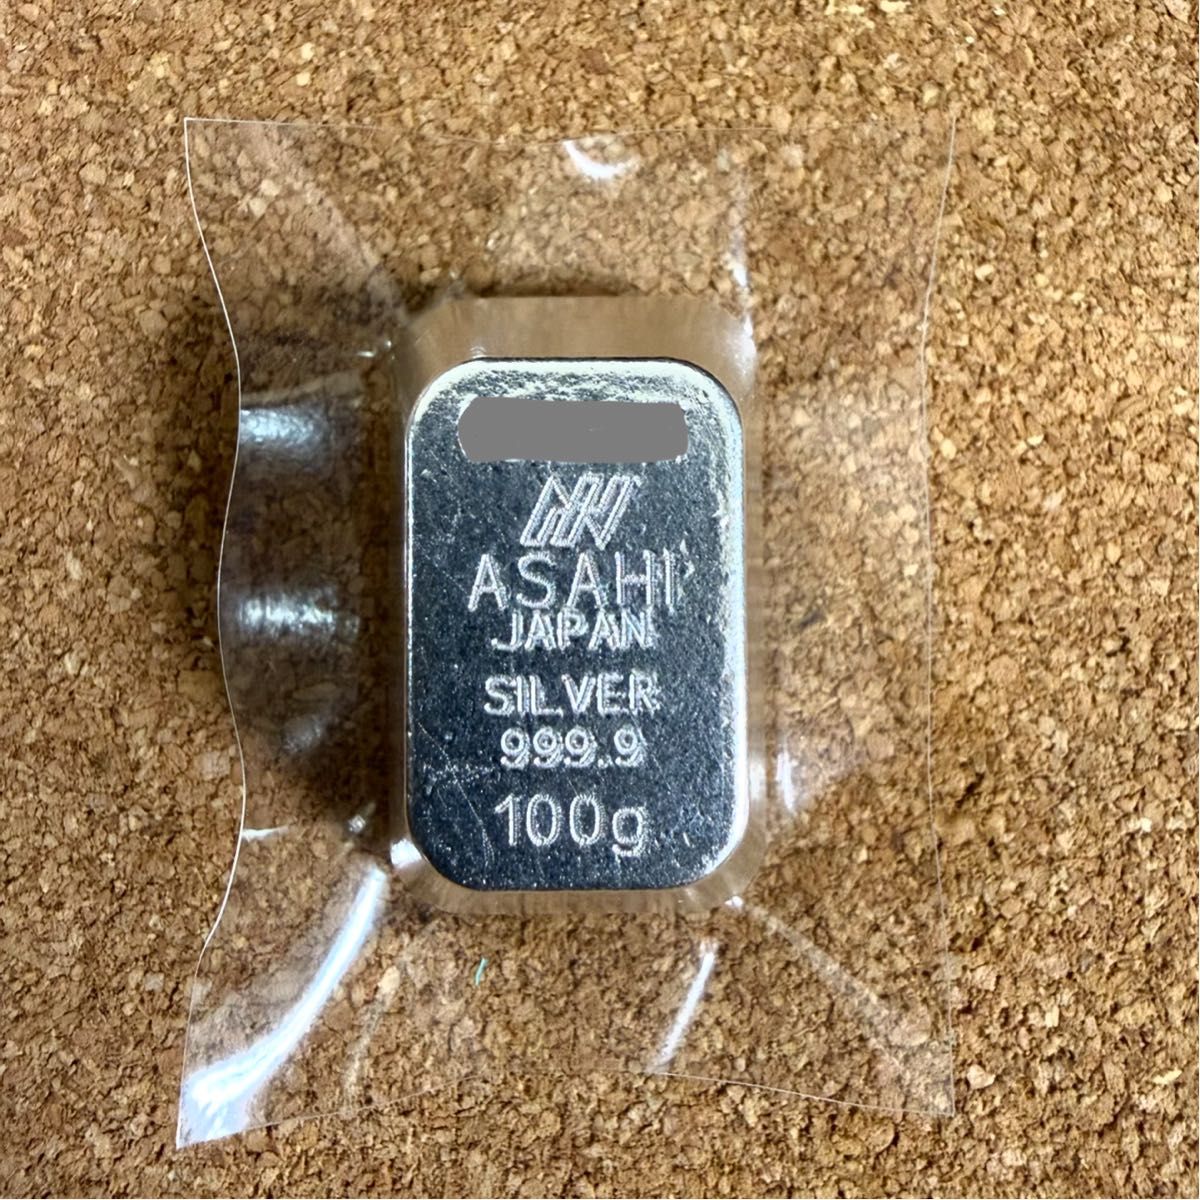 ASAHI
JAPAN
SILVER
999.9
100g